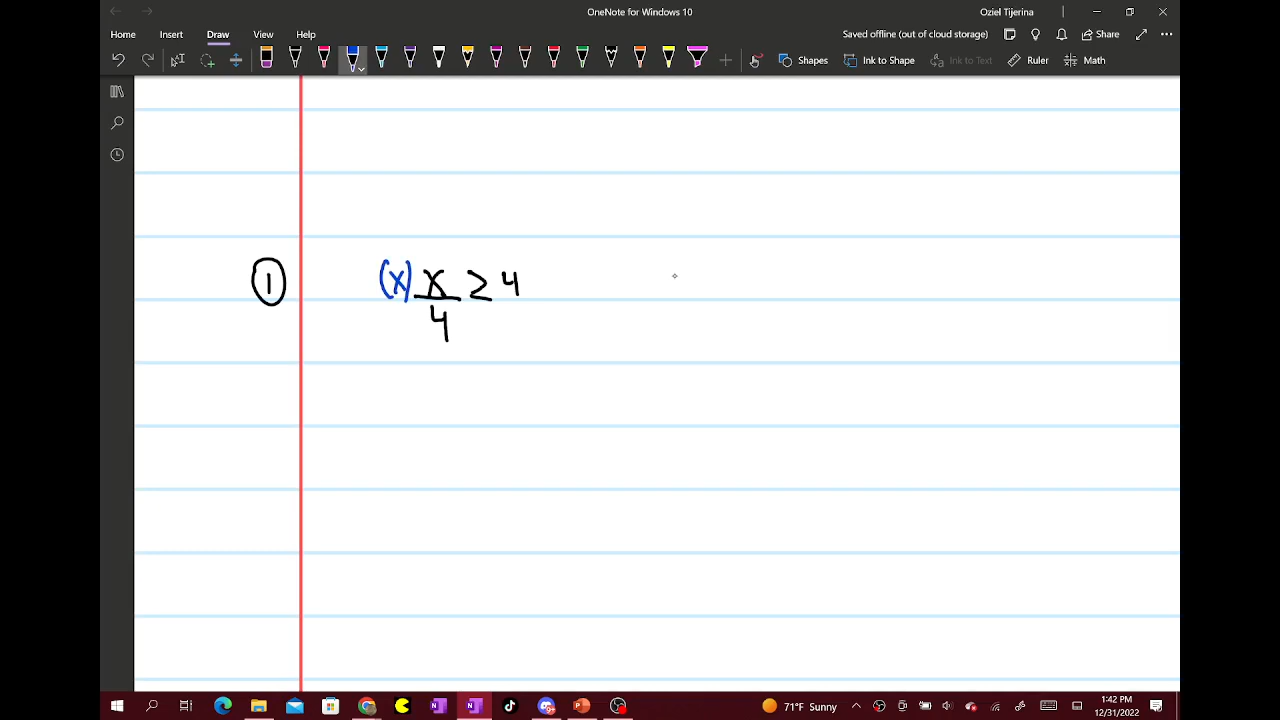 OneNote for Windows 10
Oziel Tijerina
Home Insert Draw View Help
Saved offline (out of cloud storage)
Share
Shapes
Ink to Shape
Ink to Text
Ruler
Math
1 (x) x/4 ≥ 4
71°F Sunny
1:42 PM
12/31/2022